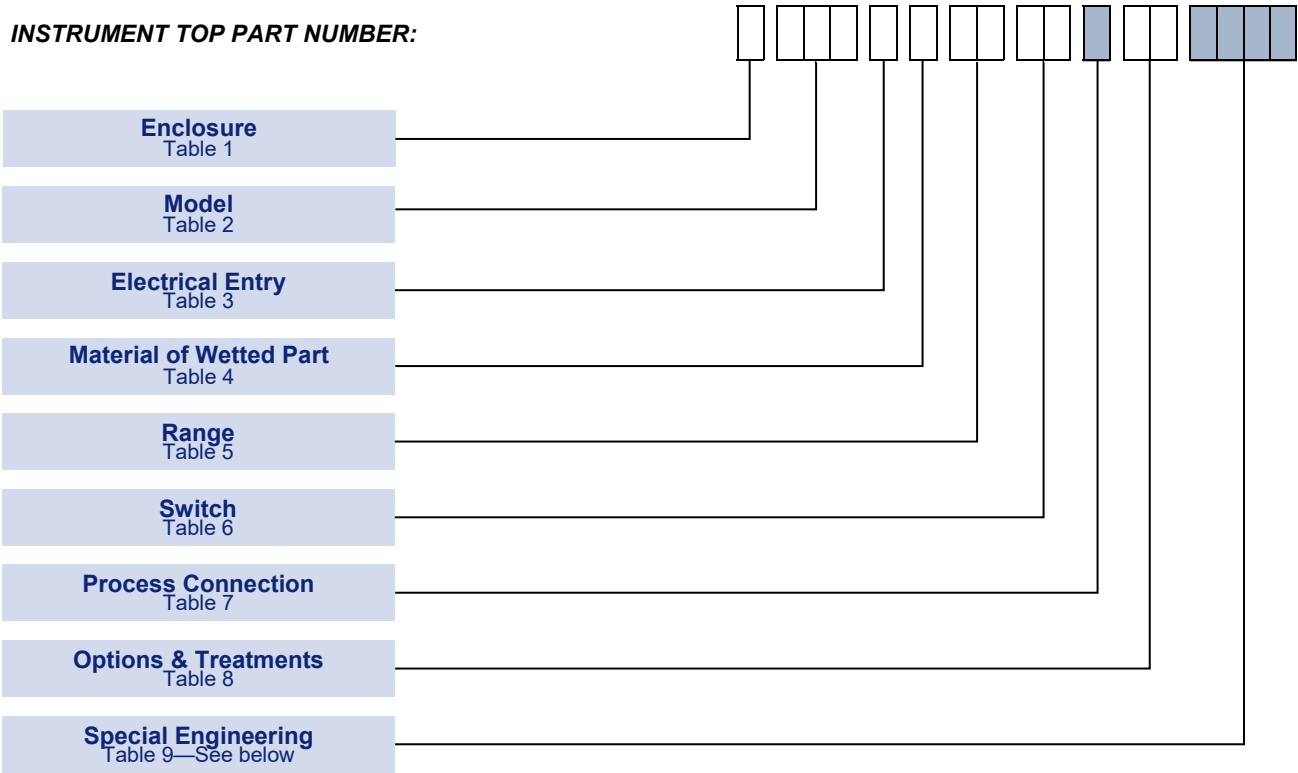 INSTRUMENT TOP PART NUMBER:
Enclosure
Table 1
Model
Table 2
Electrical Entry
Table 3
Material of Wetted Part
Table 4
Range
Table 5
Switch
Table 6
Process Connection
Table 7
Options & Treatments
Table 8
Special Engineering
Table 9—See below